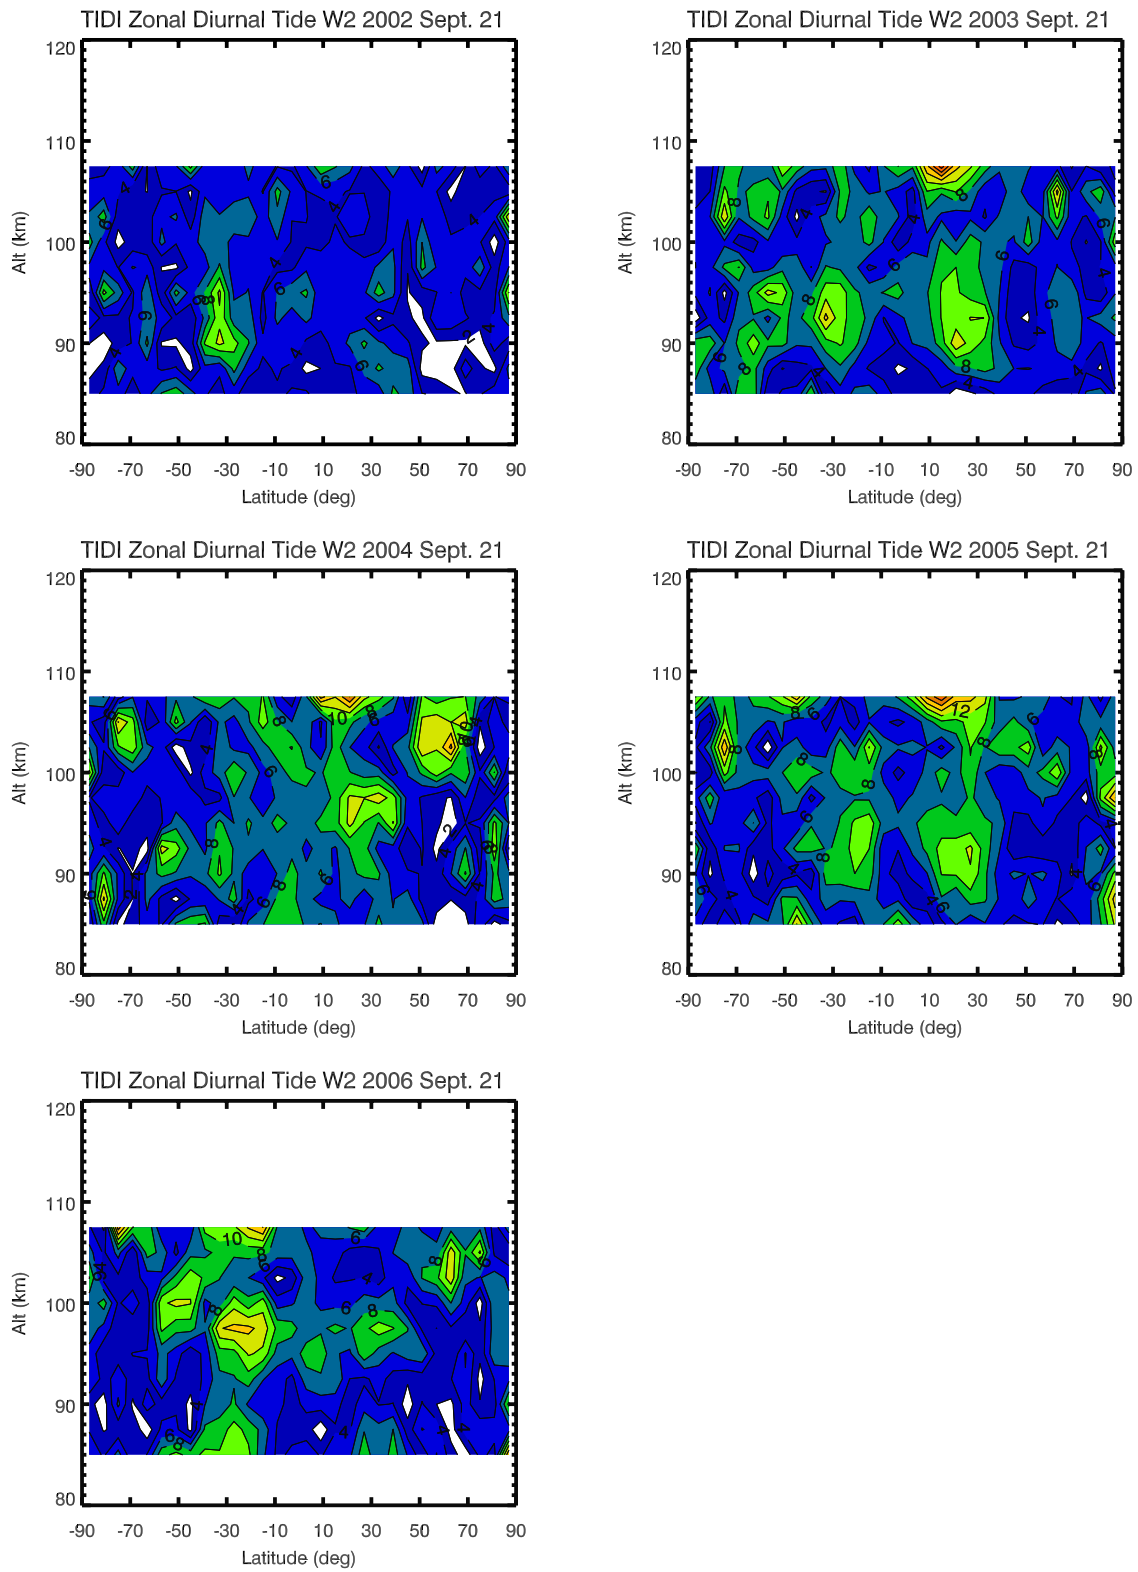 TIDI Zonal Diurnal Tide W2 2002 Sept. 21
120
110
100
90
80
Alt (km)
-90 -70 -50 -30 -10 10 30 50 70 90
Latitude (deg)
TIDI Zonal Diurnal Tide W2 2003 Sept. 21
120
110
100
90
80
Alt (km)
-90 -70 -50 -30 -10 10 30 50 70 90
Latitude (deg)
TIDI Zonal Diurnal Tide W2 2004 Sept. 21
120
110
100
90
80
Alt (km)
-90 -70 -50 -30 -10 10 30 50 70 90
Latitude (deg)
TIDI Zonal Diurnal Tide W2 2005 Sept. 21
120
110
100
90
80
Alt (km)
-90 -70 -50 -30 -10 10 30 50 70 90
Latitude (deg)
TIDI Zonal Diurnal Tide W2 2006 Sept. 21
120
110
100
90
80
Alt (km)
-90 -70 -50 -30 -10 10 30 50 70 90
Latitude (deg)